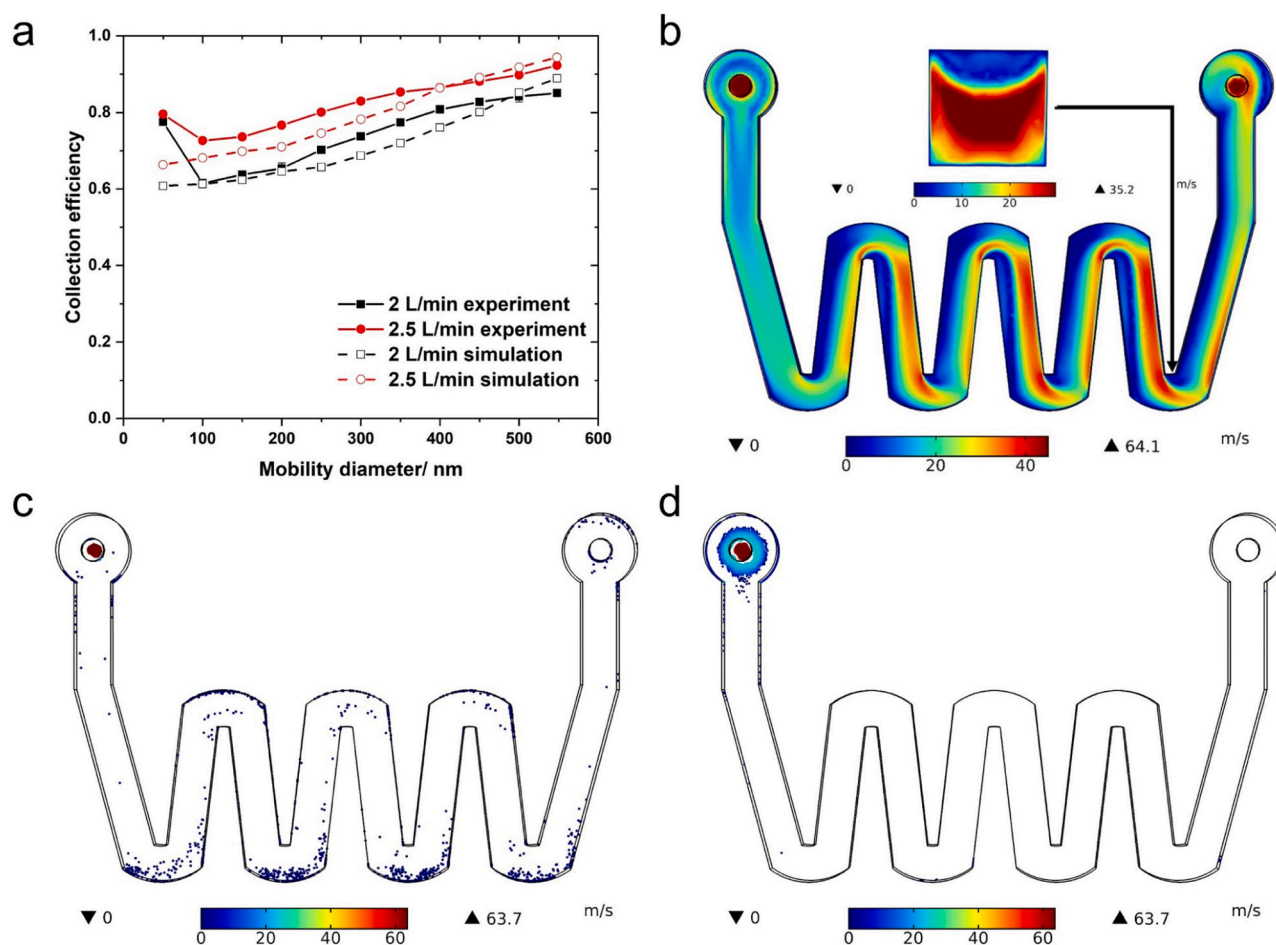 a
1.0
0.8
0.6
0.4
0.2
0.0
Collection efficiency
0 100 200 300 400 500 600
Mobility diameter/ nm
2 L/min experiment
2.5 L/min experiment
2 L/min simulation
2.5 L/min simulation
b
▼ 0
▲ 35.2
m/s
0 10 20
▼ 0
▲ 64.1
m/s
0 20 40
c
▼ 0
▲ 63.7
m/s
0 20 40 60
d
▼ 0
▲ 63.7
m/s
0 20 40 60